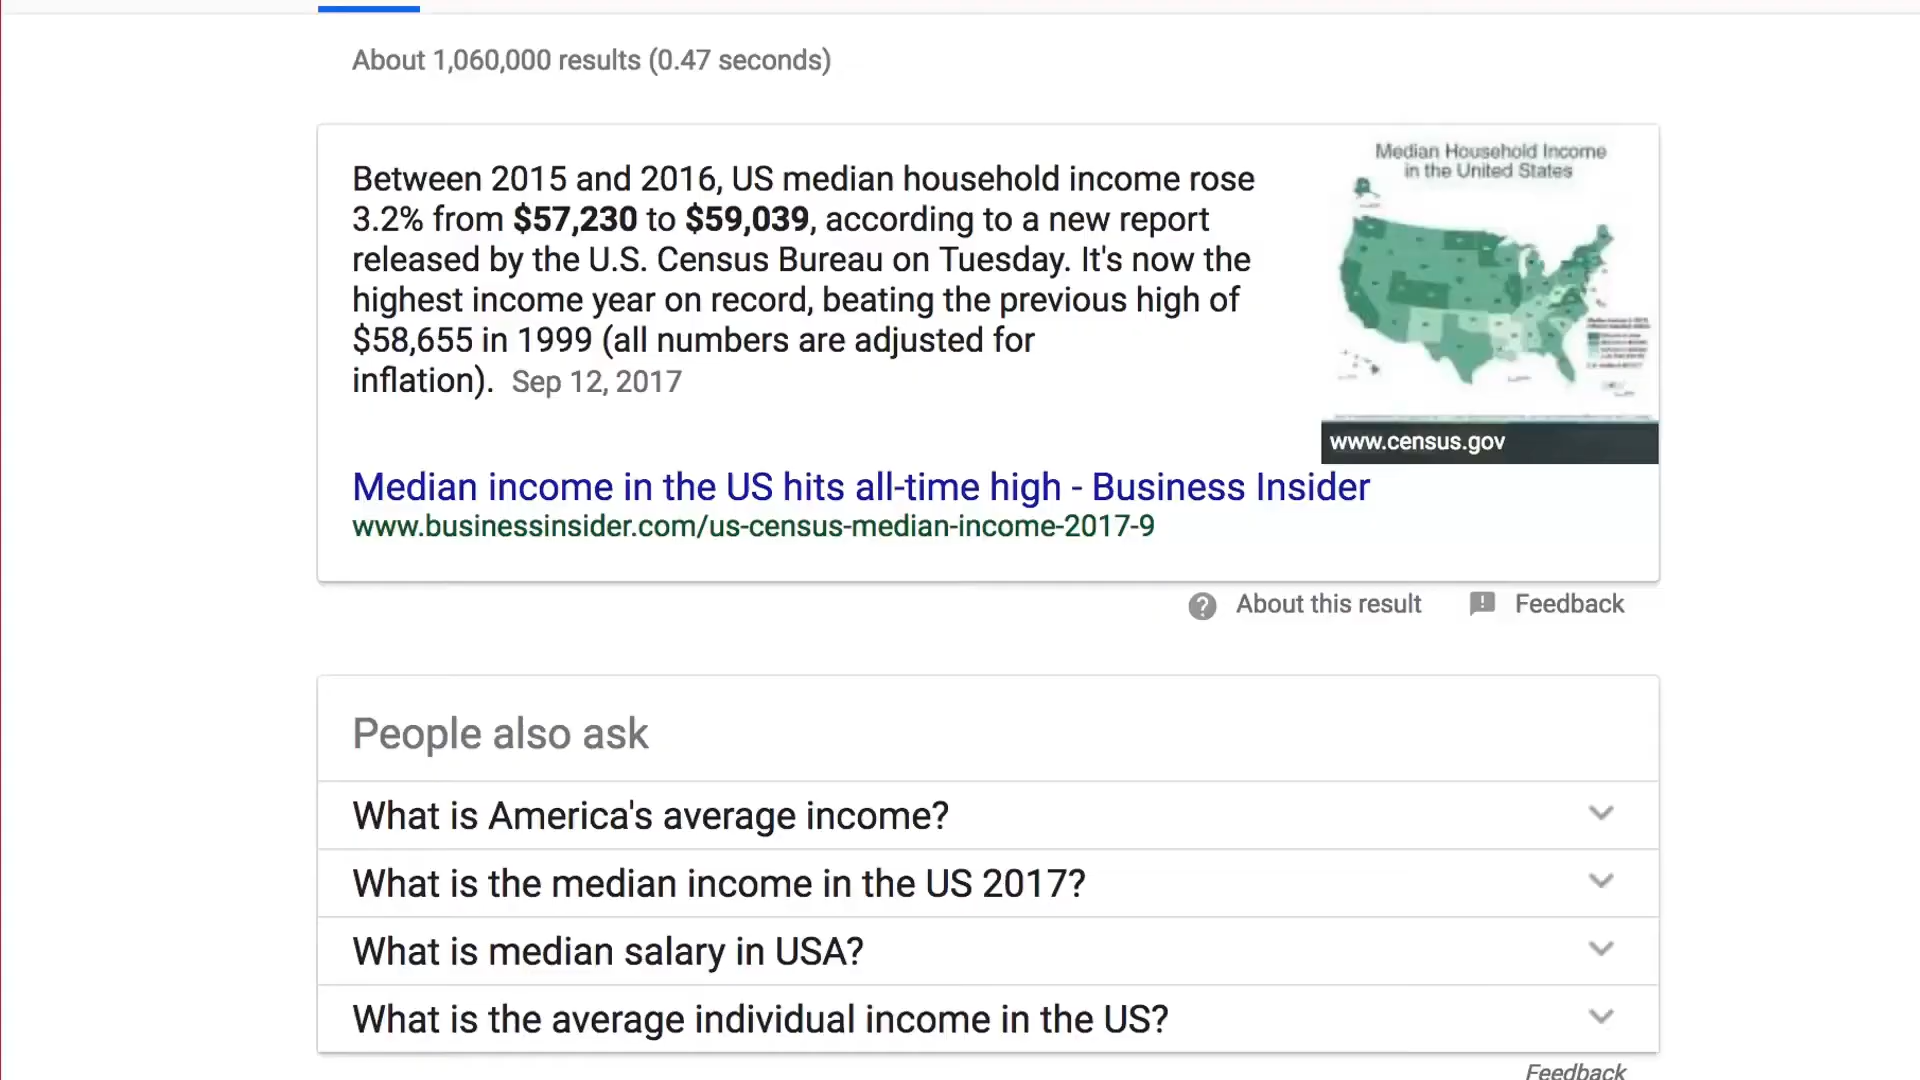 About 1,060,000 results (0.47 seconds)
Between 2015 and 2016, US median household income rose
3.2% from $57,230 to $59,039, according to a new report
released by the U.S. Census Bureau on Tuesday. It's now the
highest income year on record, beating the previous high of
$58,655 in 1999 (all numbers are adjusted for
inflation). Sep 12, 2017
Median Household Income
in the United States
www.census.gov
Median income in the US hits all-time high - Business Insider
www.businessinsider.com/us-census-median-income-2017-9
About this result
Feedback
People also ask
What is America's average income?
What is the median income in the US 2017?
What is median salary in USA?
What is the average individual income in the US?
Feedback